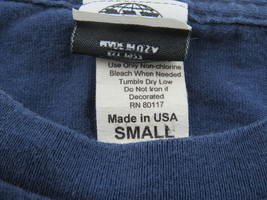 Use Only Non-chlorine
Bleach When Needed
Tumble Dry Low
Do Not Iron if
Decorated
RN 80117
Made in USA
SMALL